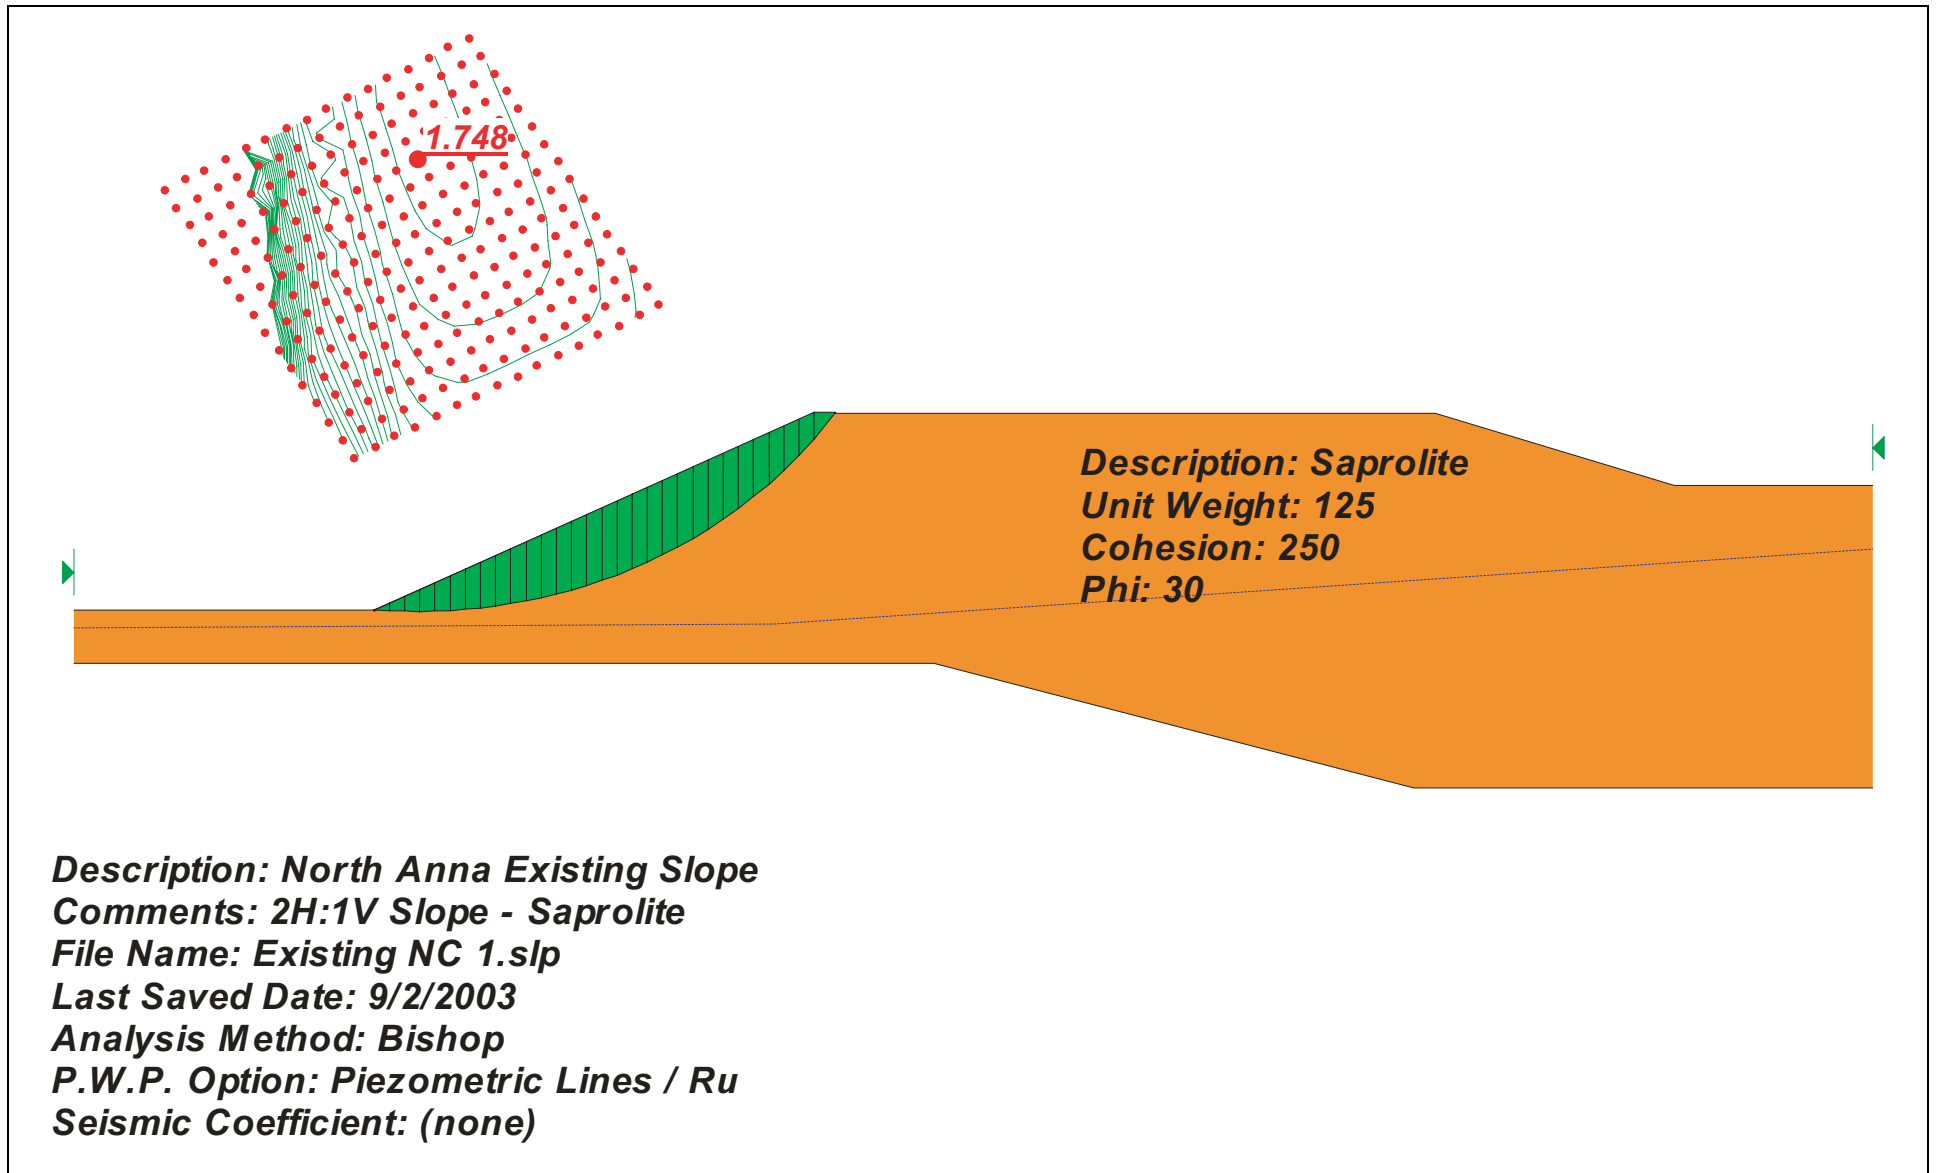 1.748
Description: Saprolite
Unit Weight: 125
Cohesion: 250
Phi: 30
Description: North Anna Existing Slope
Comments: 2H:1V Slope - Saprolite
File Name: Existing NC 1.slp
Last Saved Date: 9/2/2003
Analysis Method: Bishop
P.W.P. Option: Piezometric Lines / Ru
Seismic Coefficient: (none)